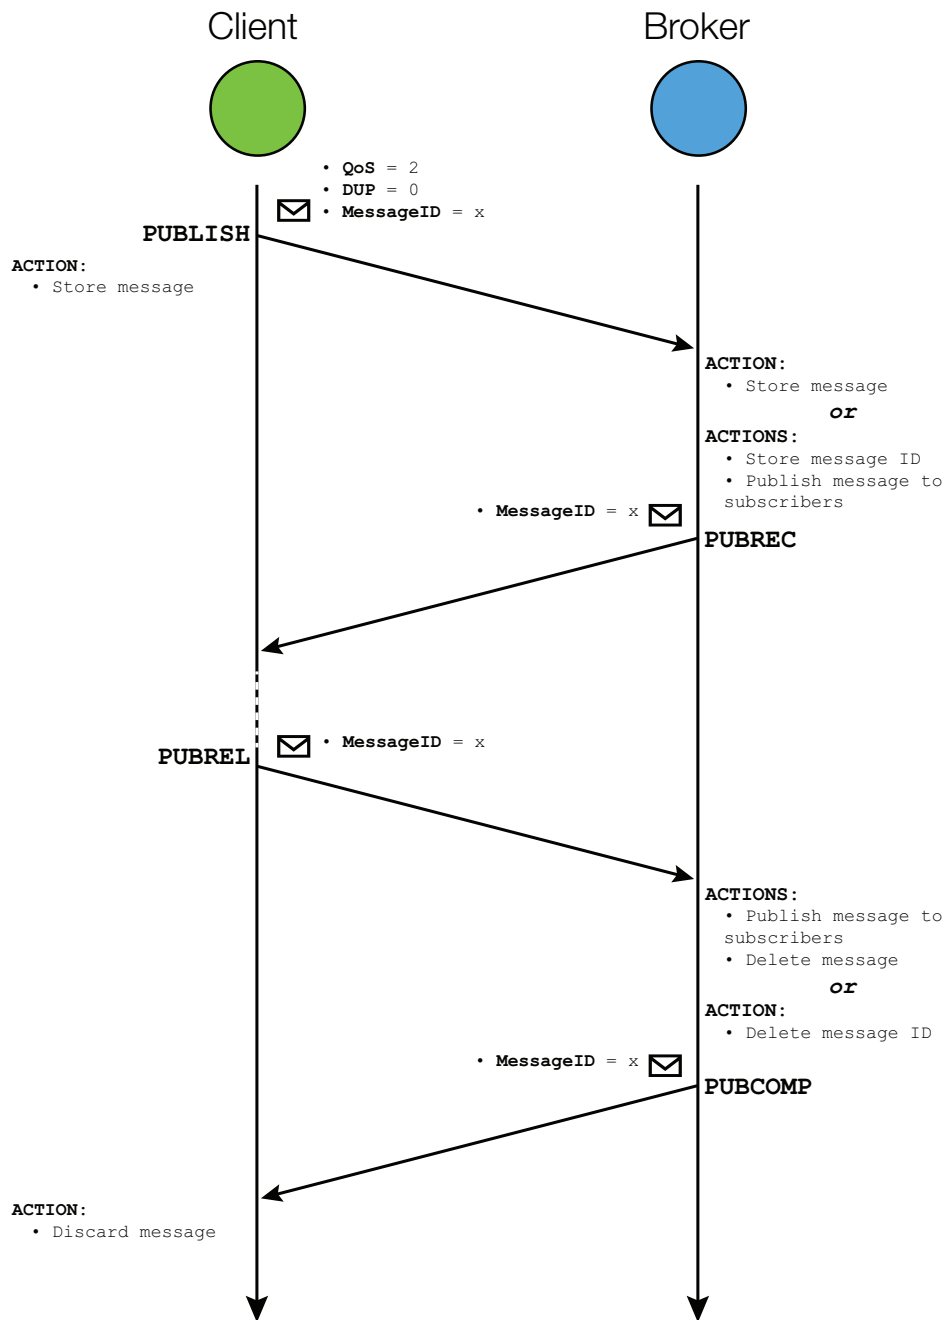 Client
Broker
• QoS = 2
• DUP = 0
• MessageID = x
PUBLISH
ACTION:
• Store message
ACTION:
• Store message
or
ACTIONS:
• Store message ID
• Publish message to
subscribers
• MessageID = x
PUBREC
• MessageID = x
PUBREL
ACTIONS:
• Publish message to
subscribers
• Delete message
or
ACTION:
• Delete message ID
• MessageID = x
PUBCOMP
ACTION:
• Discard message